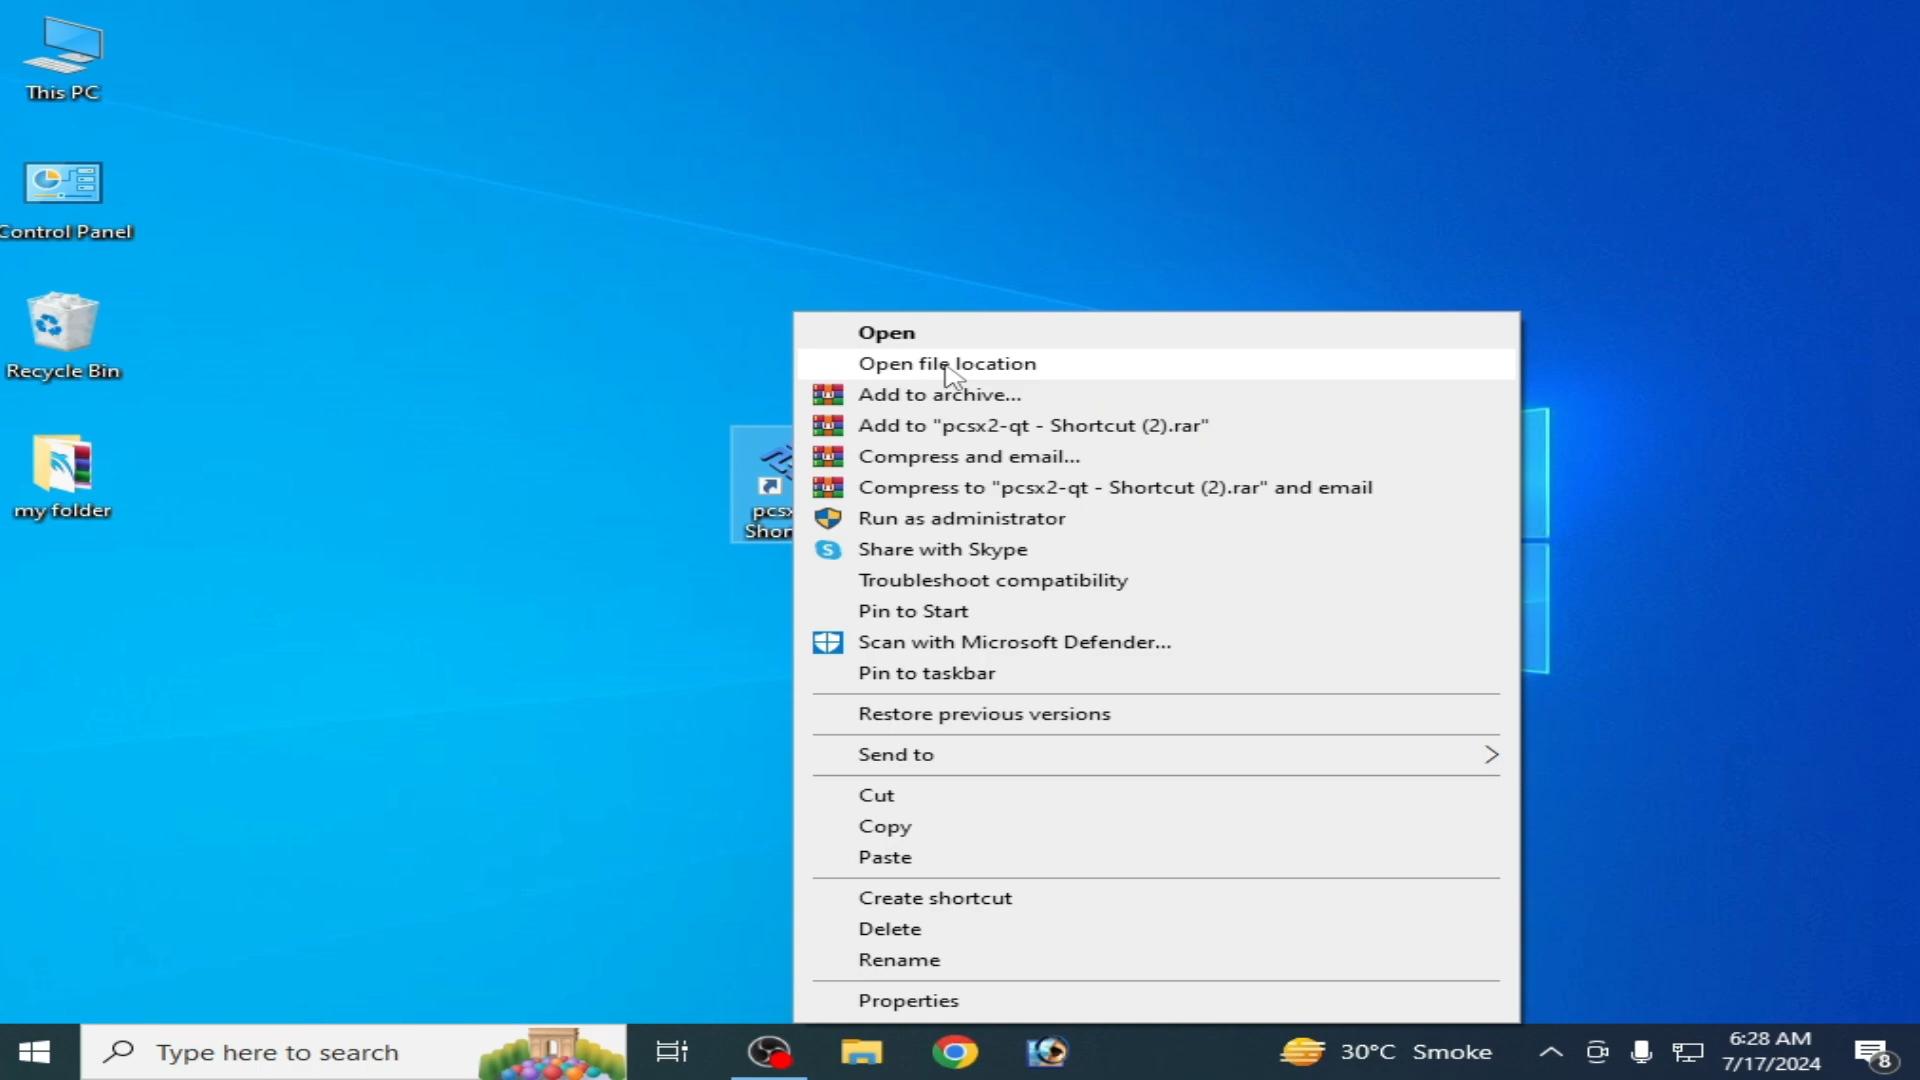 This PC
Control Panel
Recycle Bin
my folder
Open
Open file location
Add to archive...
Add to "pcsx2-qt - Shortcut (2).rar"
Compress and email...
Compress to "pcsx2-qt - Shortcut (2).rar" and email
Run as administrator
Share with Skype
Troubleshoot compatibility
Pin to Start
Scan with Microsoft Defender...
Pin to taskbar
Restore previous versions
Send to
Cut
Copy
Paste
Create shortcut
Delete
Rename
Properties
pcsx
Shor
Type here to search
30°C Smoke
6:28 AM
7/17/2024
8